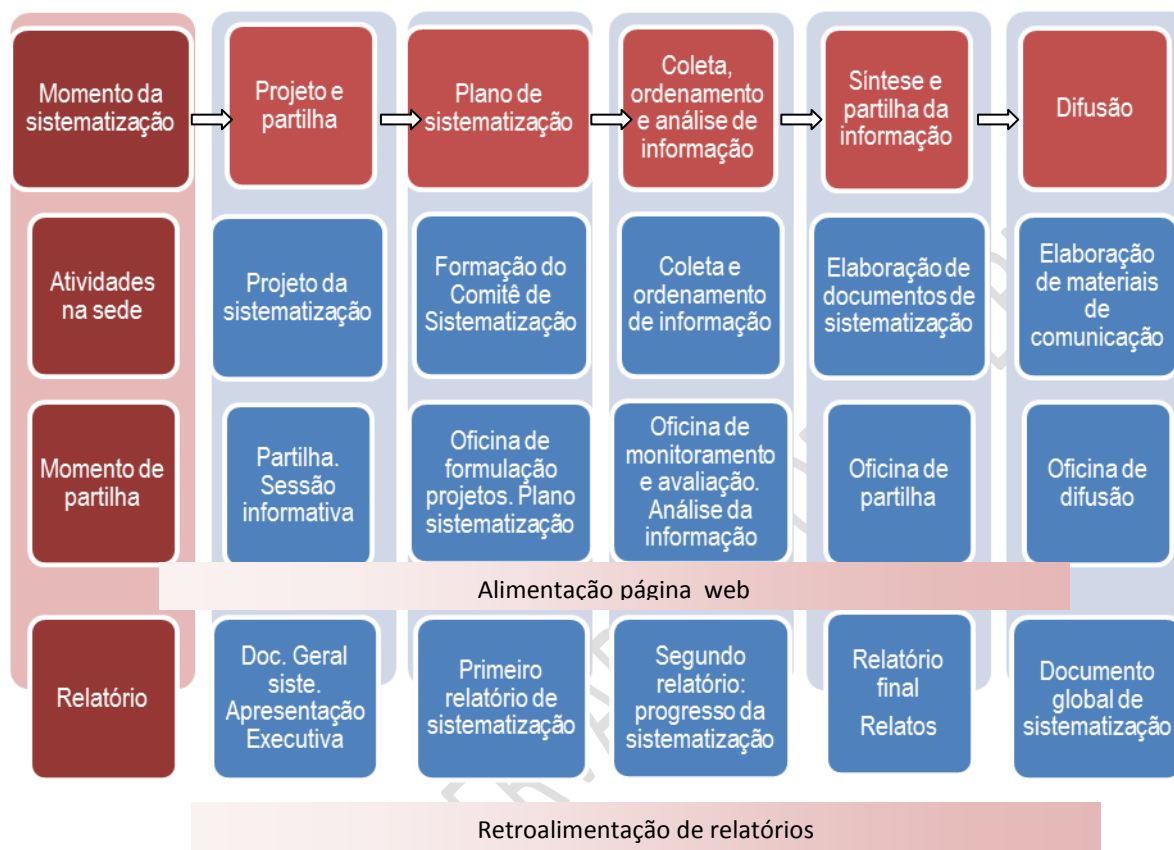 Momento da
sistematização
Projeto e
partilha
Plano de
sistematização
Coleta,
ordenamento
e análise de
informação
Síntese e
partilha da
informação
Difusão
Atividades
na sede
Projeto da
sistematização
Formação do
Comitê de
Sistematização
Coleta e
ordenamento
de informação
Elaboração de
documentos de
sistematização
Elaboração
de materiais
de
comunicação
Momento de
partilha
Partilha.
Sessão
informativa
Oficina de
formulação
projetos. Plano
sistematização
Oficina de
monitoramento
e avaliação.
Análise da
informação
Oficina de
partilha
Oficina de
difusão
Alimentação página web
Relatório
Doc. Geral
siste.
Apresentação
Executiva
Primeiro
relatório de
sistematização
Segundo
relatório:
progresso da
sistematização
Relatório
final
Relatos
Documento
global de
sistematização
Retroalimentação de relatórios